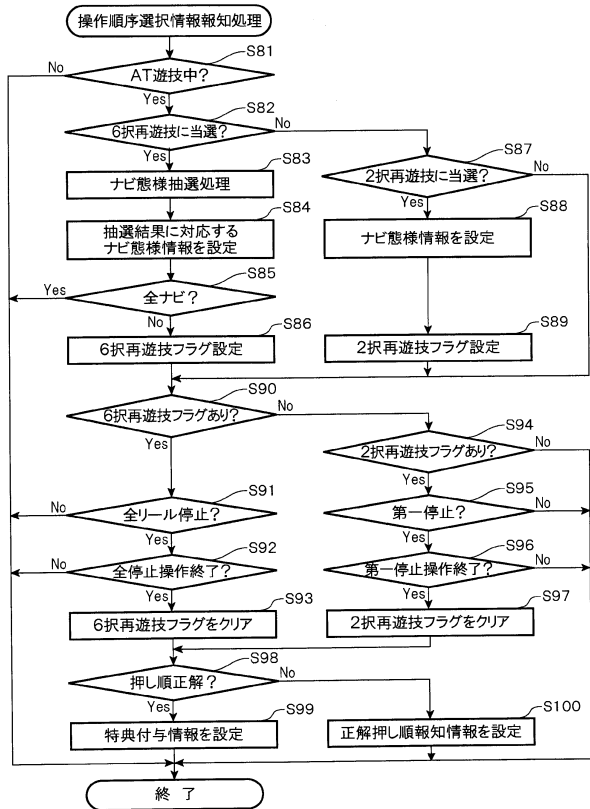 操作順序選択情報報知処理
S81
AT遊技中?
No
Yes
S82
6択再遊技に当選?
No
Yes
S83
ナビ態様抽選処理
S84
抽選結果に対応する
ナビ態様情報を設定
S85
全ナビ?
Yes
No
S86
6択再遊技フラグ設定
S87
2択再遊技に当選?
No
Yes
S88
ナビ態様情報を設定
S89
2択再遊技フラグ設定
S90
6択再遊技フラグあり?
No
Yes
S91
全リール停止?
No
Yes
S92
全停止操作終了?
No
Yes
S93
6択再遊技フラグをクリア
S94
2択再遊技フラグあり?
No
Yes
S95
第一停止?
No
Yes
S96
第一停止操作終了?
No
Yes
S97
2択再遊技フラグをクリア
S98
押し順正解?
No
Yes
S99
特典付与情報を設定
S100
正解押し順報知情報を設定
終 了